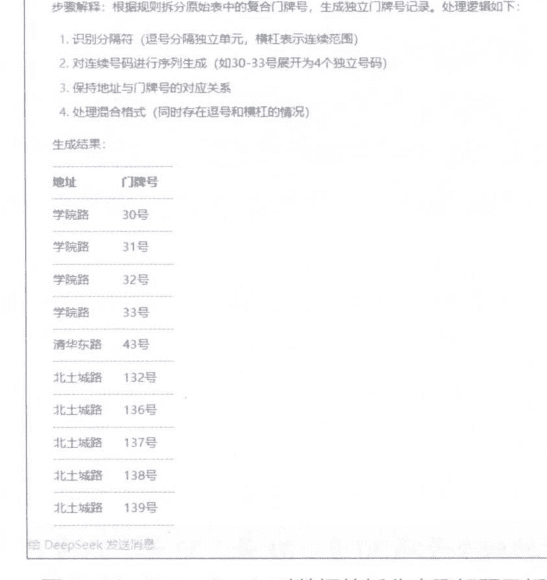 步骤解释：根据规则拆分原始表中的复合门牌号，生成独立门牌号记录。处理逻辑如下：
1. 识别分隔符（逗号分隔独立单元，横杠表示连续范围）
2. 对连续号码进行序列生成（如30-33号展开为4个独立号码）
3. 保持地址与门牌号的对应关系
4. 处理混合格式（同时存在逗号和横杠的情况）
生成结果：
地址 门牌号
学院路 30号
学院路 31号
学院路 32号
学院路 33号
清华东路 43号
北土城路 132号
北土城路 136号
北土城路 137号
北土城路 138号
北土城路 139号
给 DeepSeek 发送消息